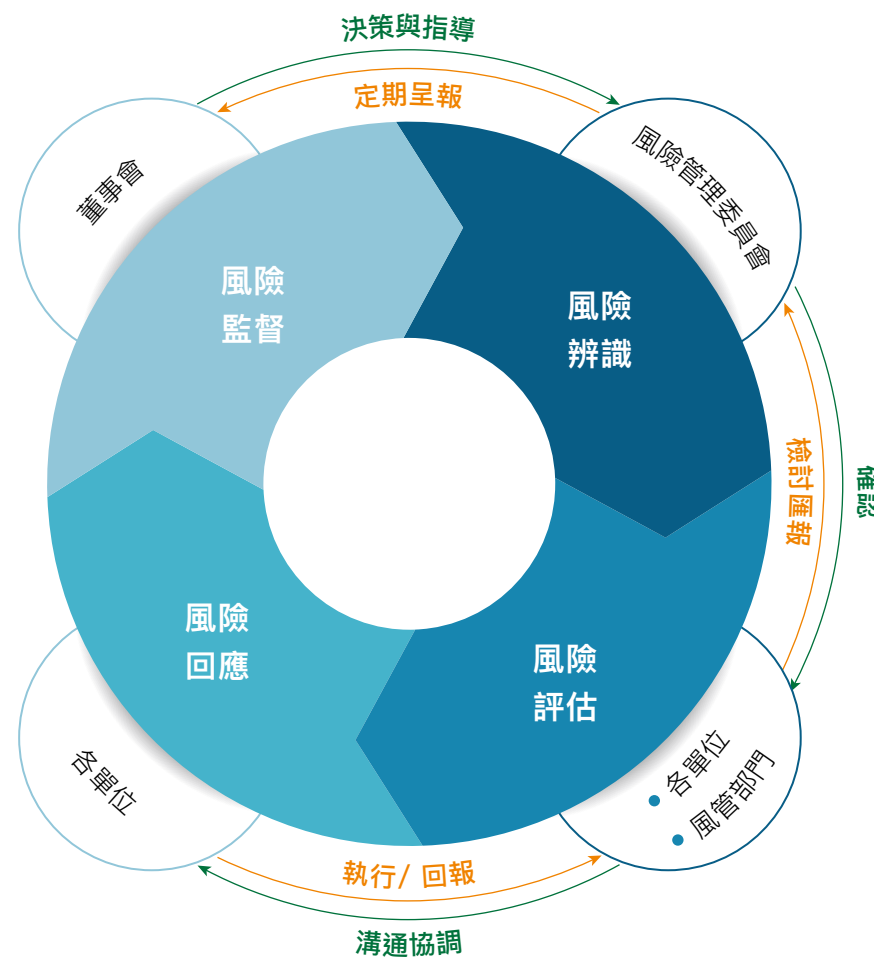 決策與指導
定期呈報
董事會
風險管理委員會
風險
監督
風險
辨識
檢討匯報
確認
風險
回應
風險
評估
各單位
• 各單位
• 風管部門
執行/ 回報
溝通協調